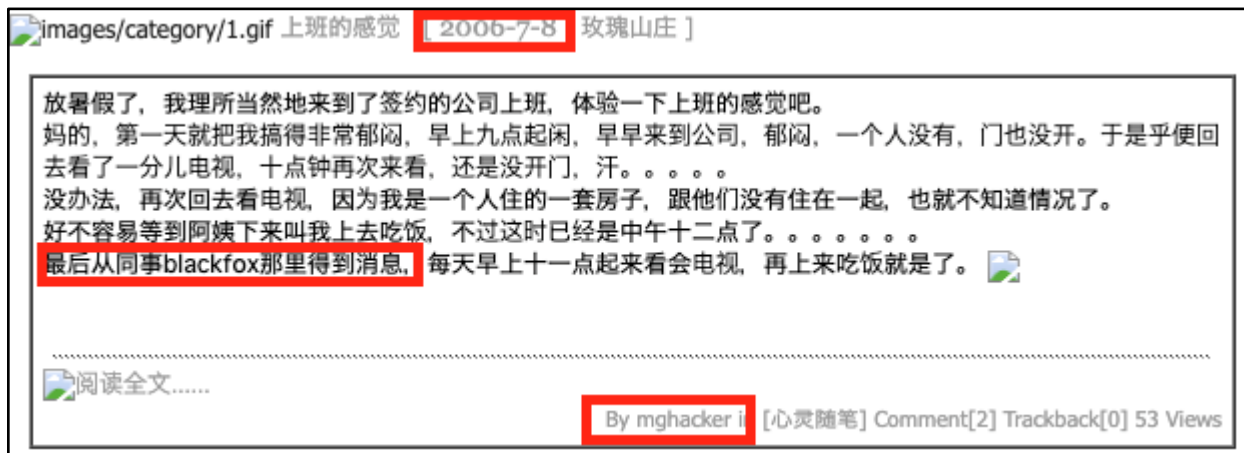 images/category/1.gif 上班的感觉 [ 2006-7-8 玫瑰山庄 ]
放暑假了，我理所当然地来到了签约的公司上班，体验一下上班的感觉吧。
妈的，第一天就把我搞得非常郁闷，早上九点起闲，早早来到公司，郁闷，一个人没有，门也没开。于是乎便回
去看了一分儿电视，十点钟再次来看，还是没开门，汗。。。。。
没办法，再次回去看电视，因为我是一个人住的一套房子，跟他们没有住在一起，也就不知道情况了。
好不容易等到阿姨下来叫我上去吃饭，不过这时已经是中午十二点了。。。。。。。
最后从同事blackfox那里得到消息，每天早上十一点起来看会电视，再上来吃饭就是了。
阅读全文......
By mghacker in [心灵随笔] Comment[2] Trackback[0] 53 Views